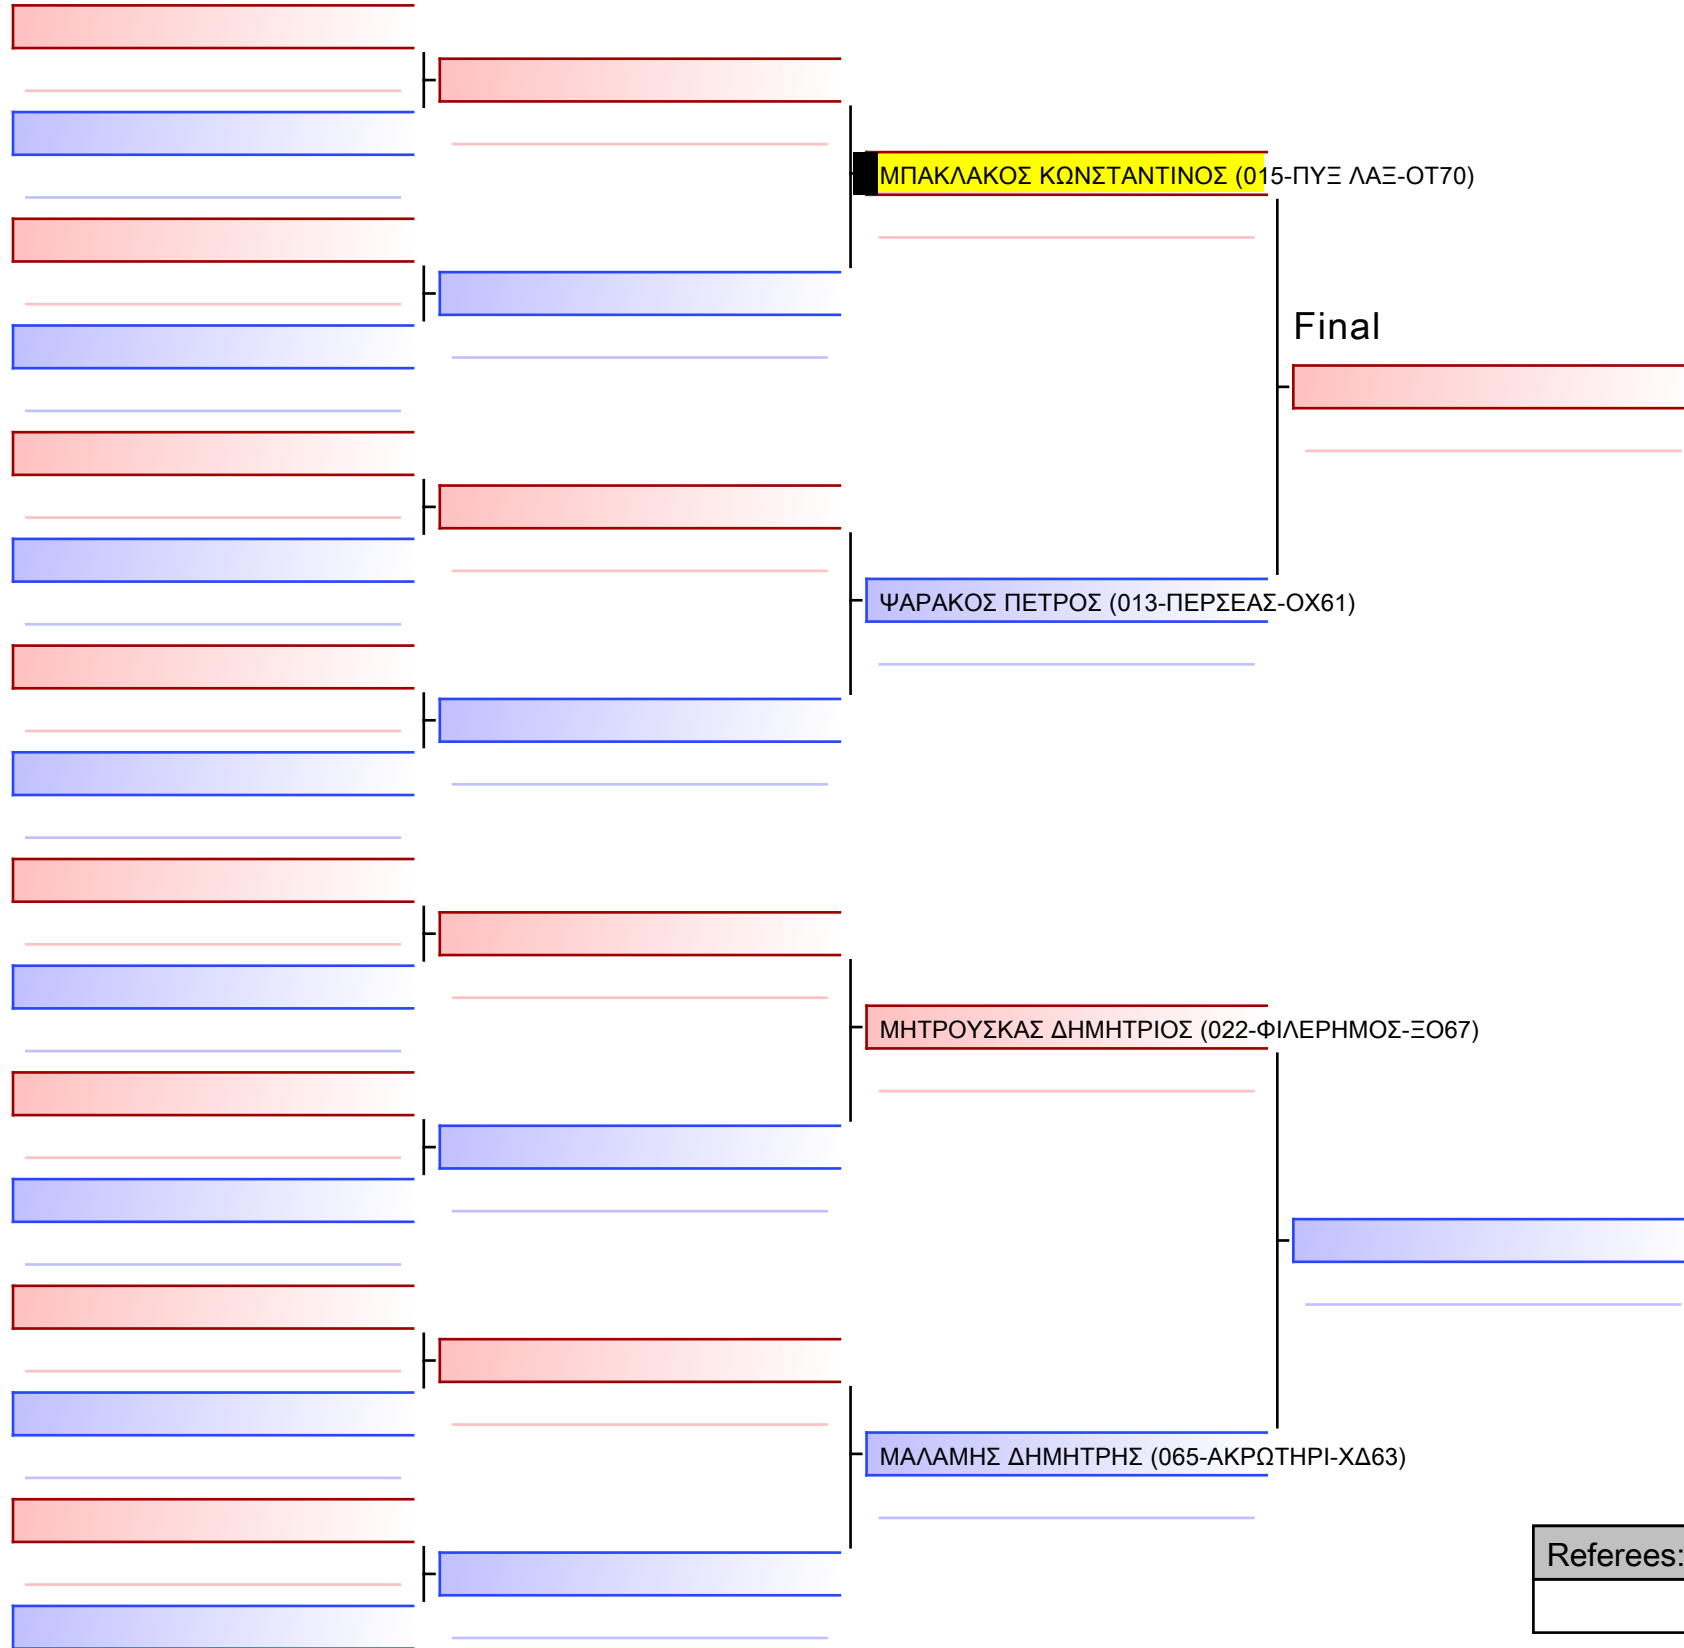 ΜΠΑΚΛΑΚΟΣ ΚΩΝΣΤΑΝΤΙΝΟΣ (015-ΠΥΞ ΛΑΞ-ΟΤ70)
Final
ΨΑΡΑΚΟΣ ΠΕΤΡΟΣ (013-ΠΕΡΣΕΑΣ-ΟΧ61)
ΜΗΤΡΟΥΣΚΑΣ ΔΗΜΗΤΡΙΟΣ (022-ΦΙΛΕΡΗΜΟΣ-ΞΟ67)
ΜΑΛΑΜΗΣ ΔΗΜΗΤΡΗΣ (065-ΑΚΡΩΤΗΡΙ-ΧΔ63)
Referees: